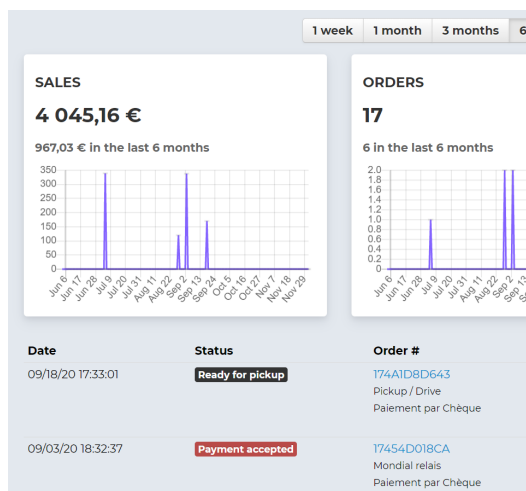 1 week 1 month 3 months 6
SALES
4 045,16 €
967,03 € in the last 6 months
350
300
250
200
150
100
50
0
Jun 6 Jun 17 Jun 28 Jul 9 Jul 20 Jul 31 Aug 11 Aug 22 Sep 2 Sep 13 Sep 24 Oct 5 Oct 16 Oct 27 Nov 7 Nov 18 Nov 29
ORDERS
17
6 in the last 6 months
2.0
1.8
1.6
1.4
1.2
1.0
0.8
0.6
0.4
0.2
0
Jun 6 Jun 17 Jun 28 Jul 9 Jul 20 Jul 31 Aug 11 Aug 22 Sep 2 Sep 13
Date Status Order #
09/18/20 17:33:01 Ready for pickup 174A1D8D643
Pickup / Drive
Paiement par Chèque
09/03/20 18:32:37 Payment accepted 17454D018CA
Mondial relais
Paiement par Chèque